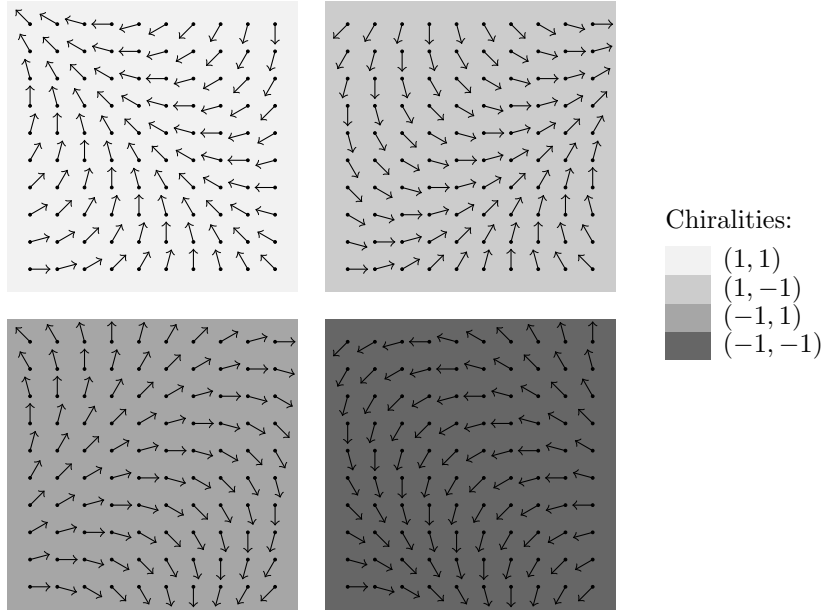 Chiralities:
(1, 1)
(1, −1)
(−1, 1)
(−1, −1)